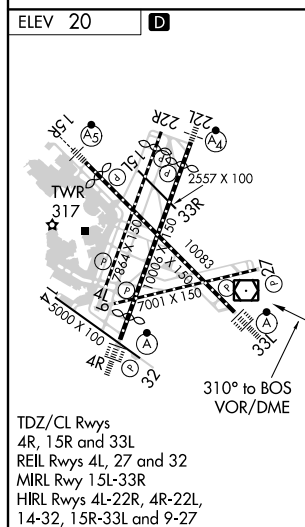 ELEV 20
D
15R
A5
22R
22L
A4
15L
P
P
P
2557 X 100
TWR
317
33R
P
7864 X 150
10006 X 150
10083 X 150
27
P
P
4L
9
7001 X 150
14
5000 X 100
4R
32
P
A
A
33L
310° to BOS
VOR/DME
TDZ/CL Rwys
4R, 15R and 33L
REIL Rwys 4L, 27 and 32
MIRL Rwy 15L-33R
HIRL Rwys 4L-22R, 4R-22L,
14-32, 15R-33L and 9-27